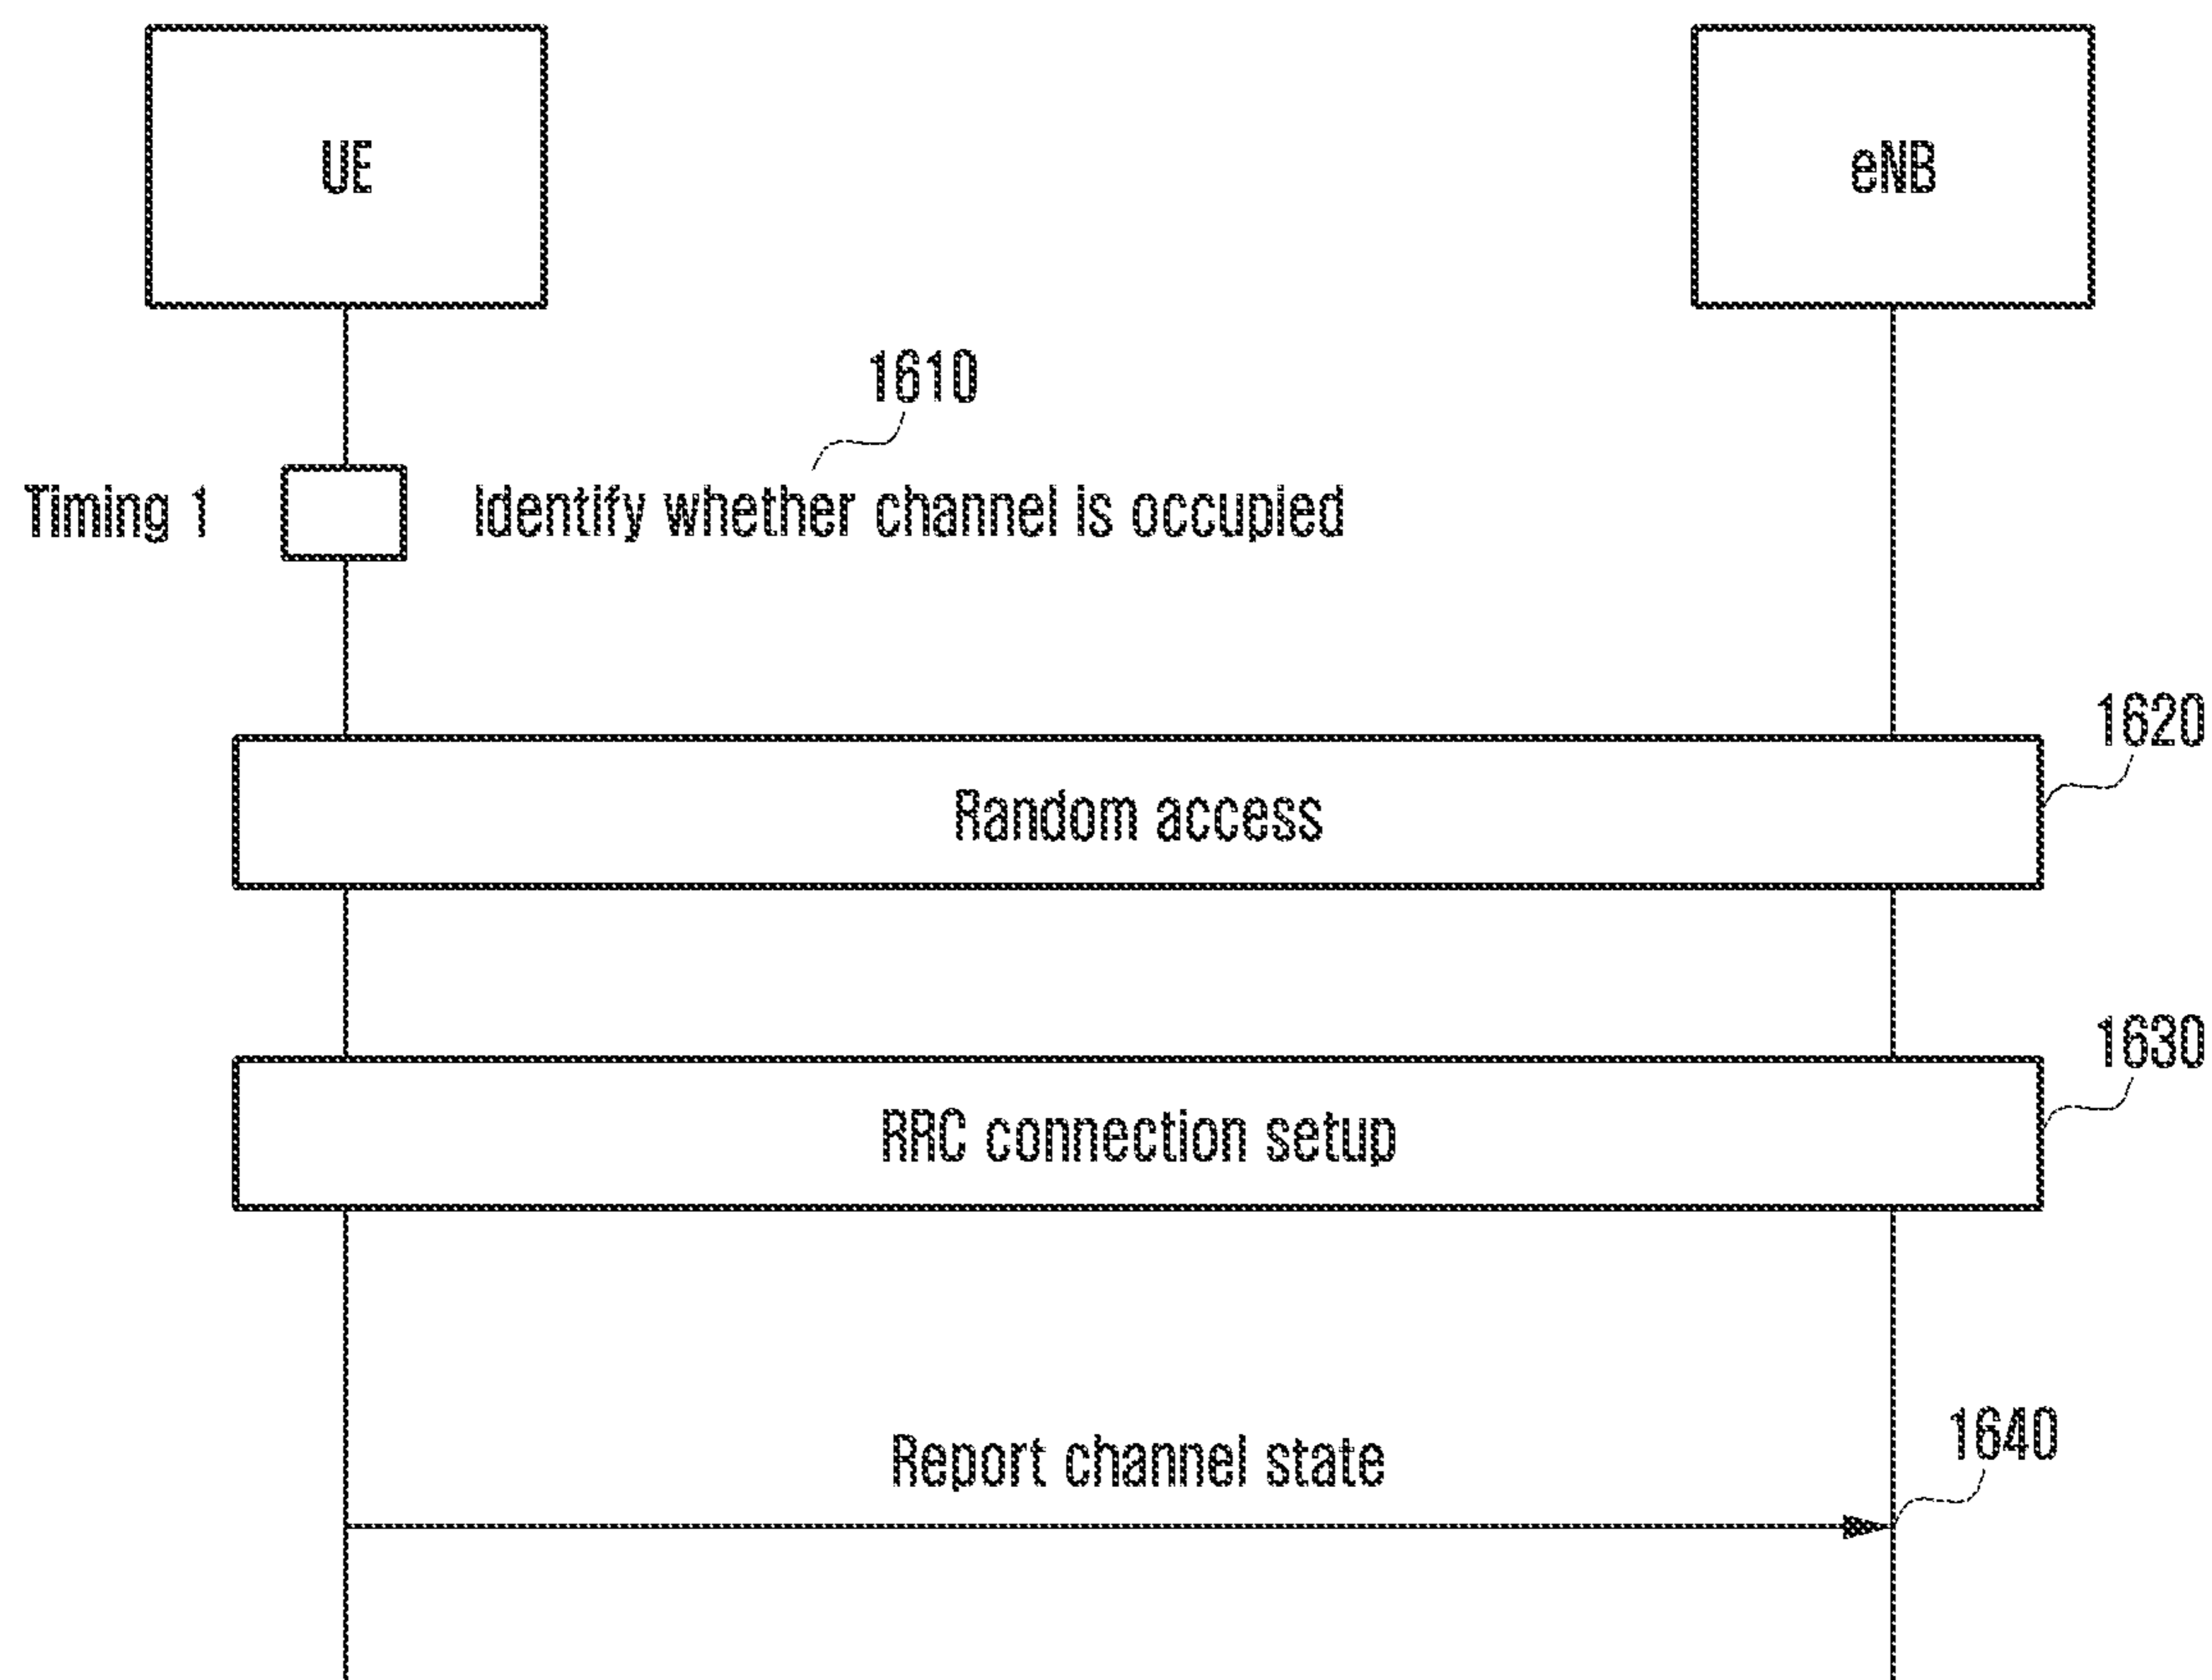 UE
eNB
1610
Timing 1
Identify whether channel is occupied
1620
Random access
1630
RRC connection setup
1640
Report channel state